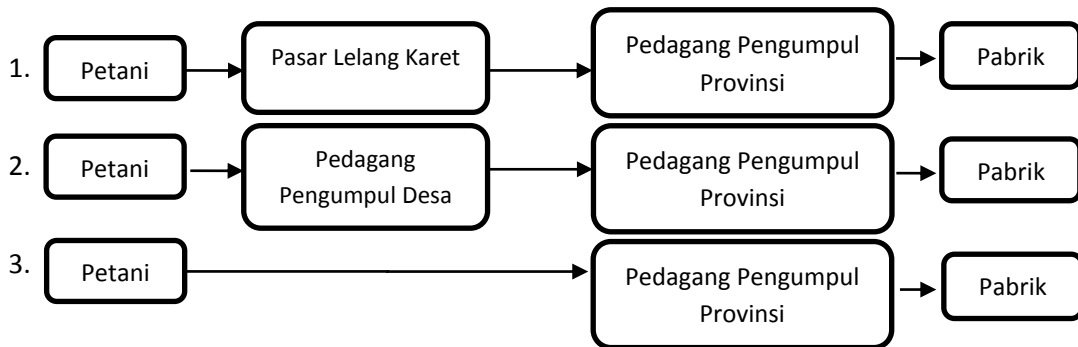 1.
Petani
Pasar Lelang Karet
Pedagang Pengumpul
Provinsi
Pabrik
2.
Petani
Pedagang
Pengumpul Desa
Pedagang Pengumpul
Provinsi
Pabrik
3.
Petani
Pedagang Pengumpul
Provinsi
Pabrik